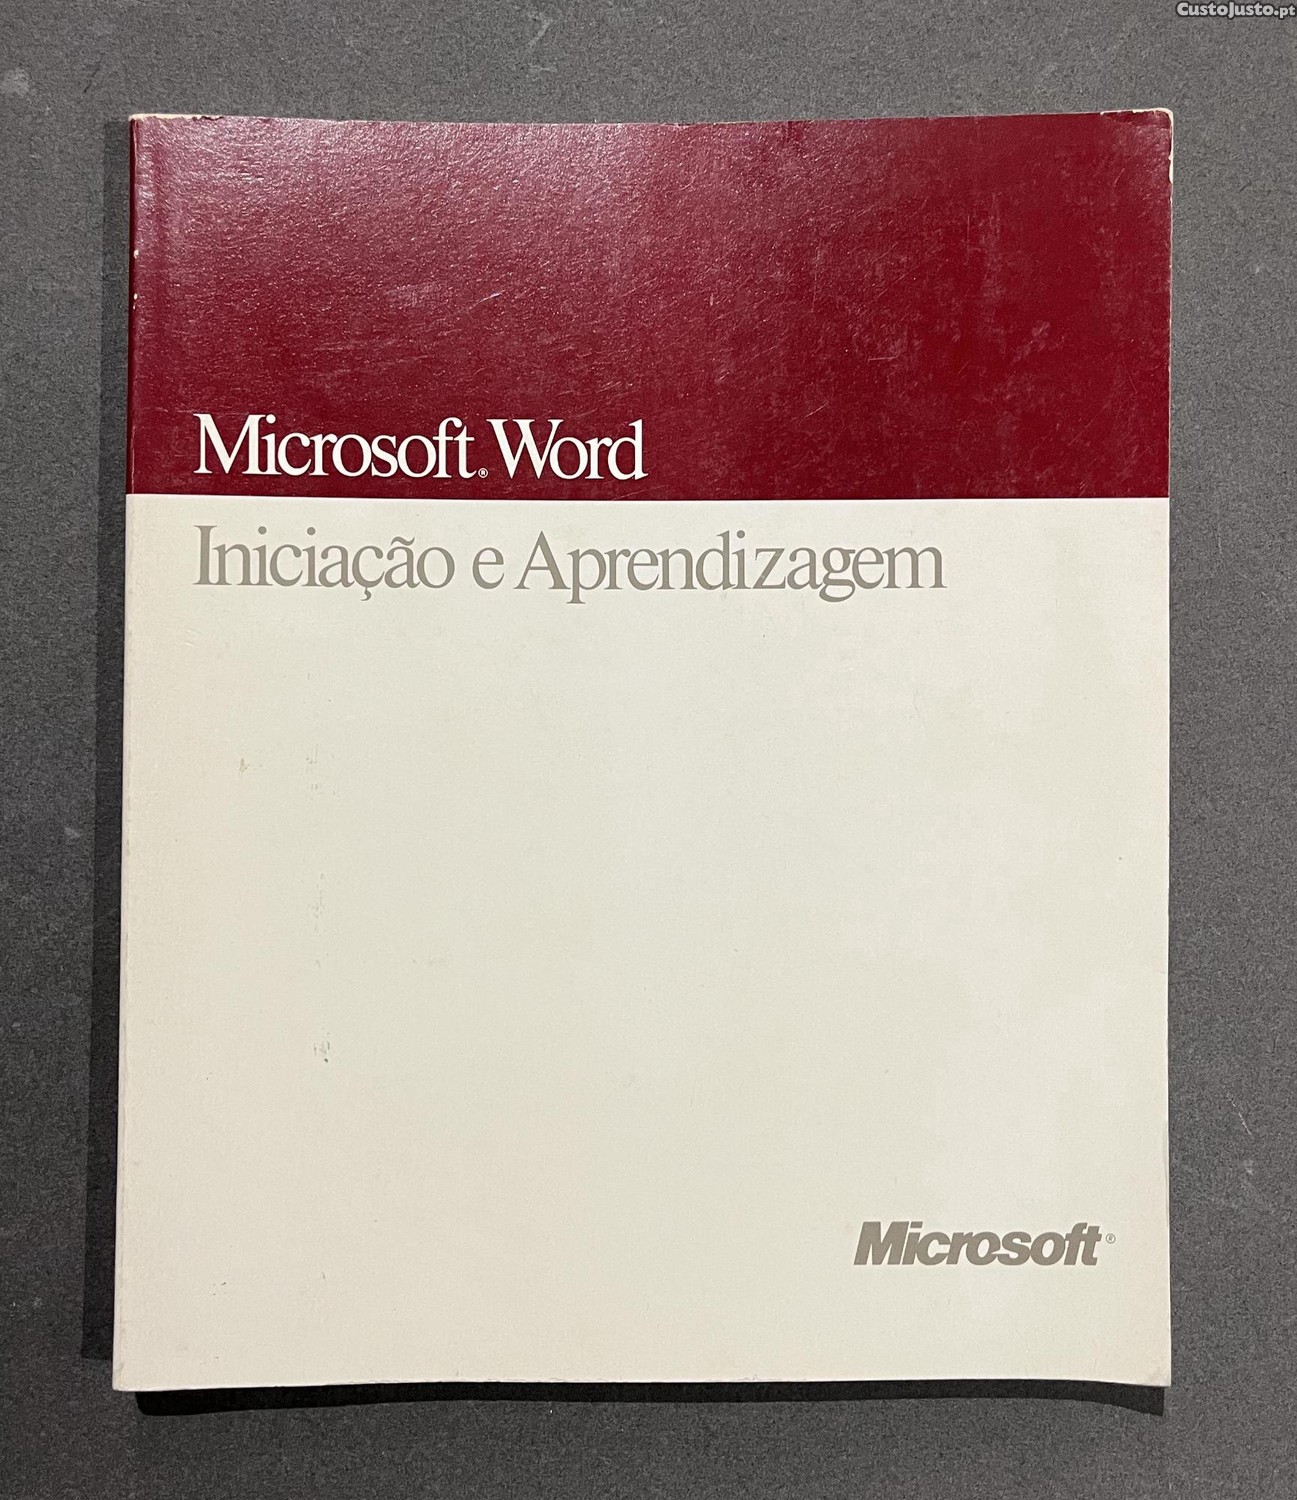 CustoJusto.pt
Microsoft® Word
Iniciação e Aprendizagem
Microsoft®